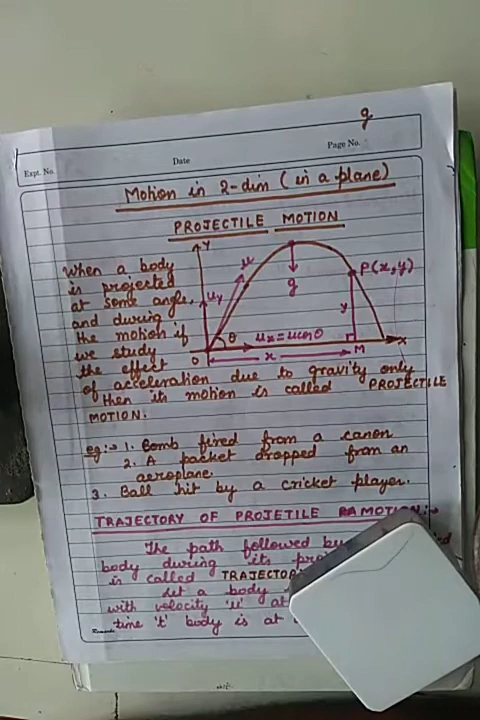 9
Expt. No.
Date
Page No.
Motion in 2-dim (in a plane)
PROJECTILE MOTION
When a body
is projected
at some angle,
and during
the motion if
we study
the effect
of acceleration due to gravity only
then its motion is called PROJECTILE
MOTION.
Y
u
uy
θ
ux = u cos θ
g
P(x,y)
y
x
O
M
X
eg:→ 1. Bomb fired from a canon
2. A packet dropped from an
aeroplane.
3. Ball hit by a cricket player.
TRAJECTORY OF PROJETILE MOTION:→
The path followed by
body during its
is called TRAJECTOR
Let a body
with velocity 'u' at
time 't' body is at
Remarks